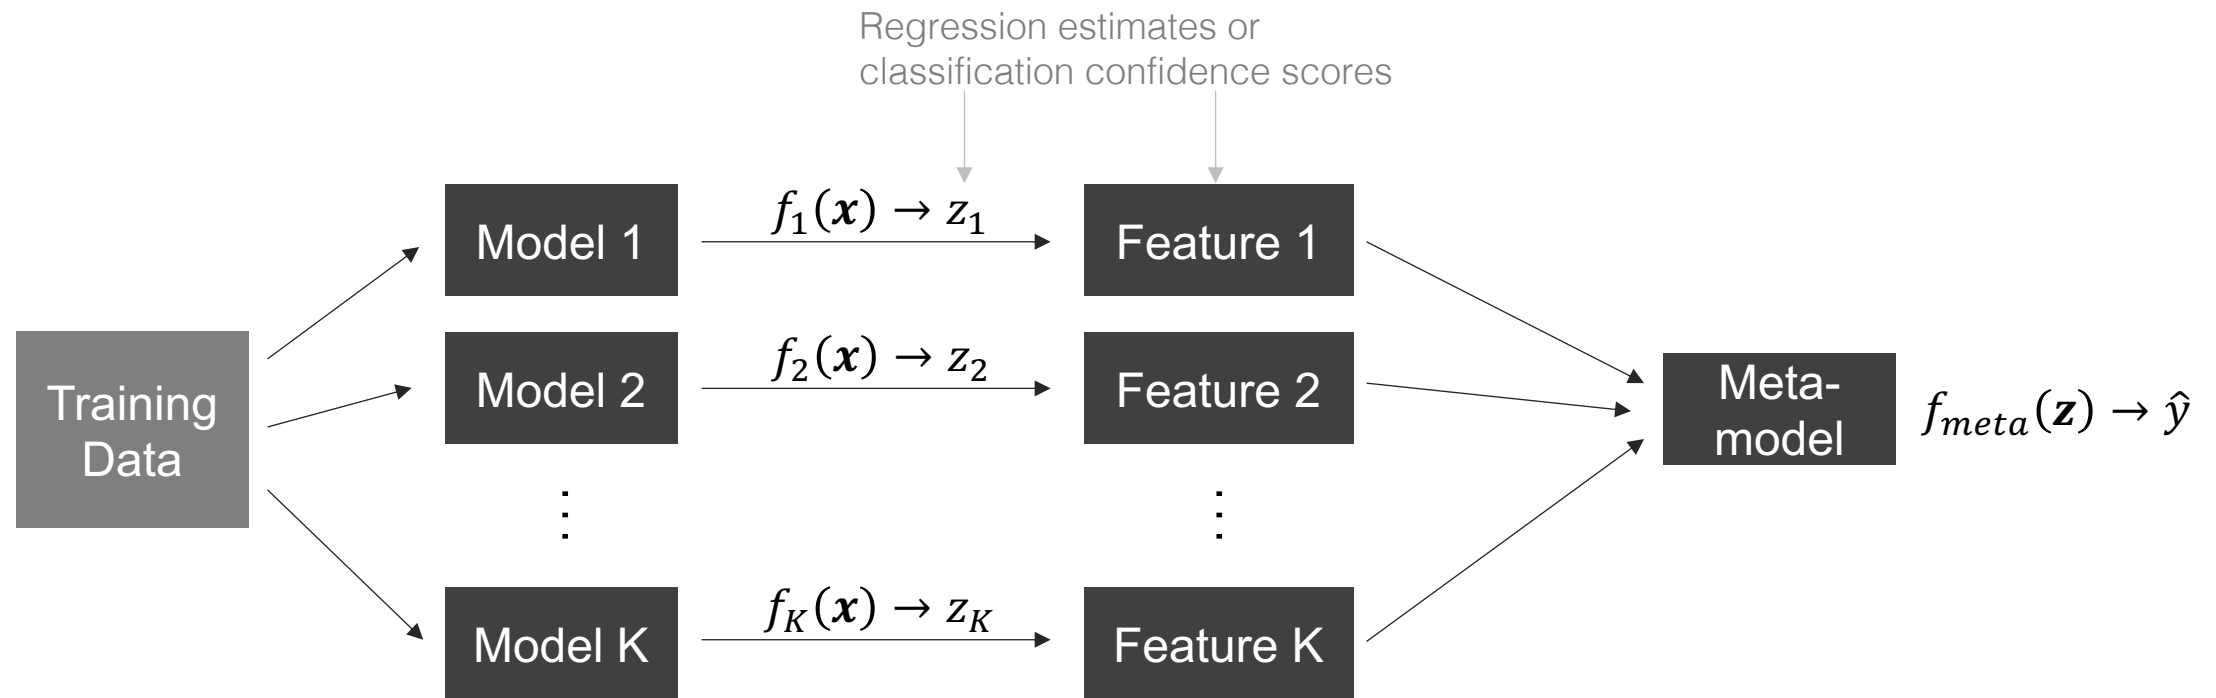 Regression estimates or
classification confidence scores
Model 1
f₁(x) → z₁
Feature 1
Training
Data
Model 2
f₂(x) → z₂
Feature 2
Meta-
model
f_meta(z) → ŷ
⋮
⋮
Model K
f_K(x) → z_K
Feature K